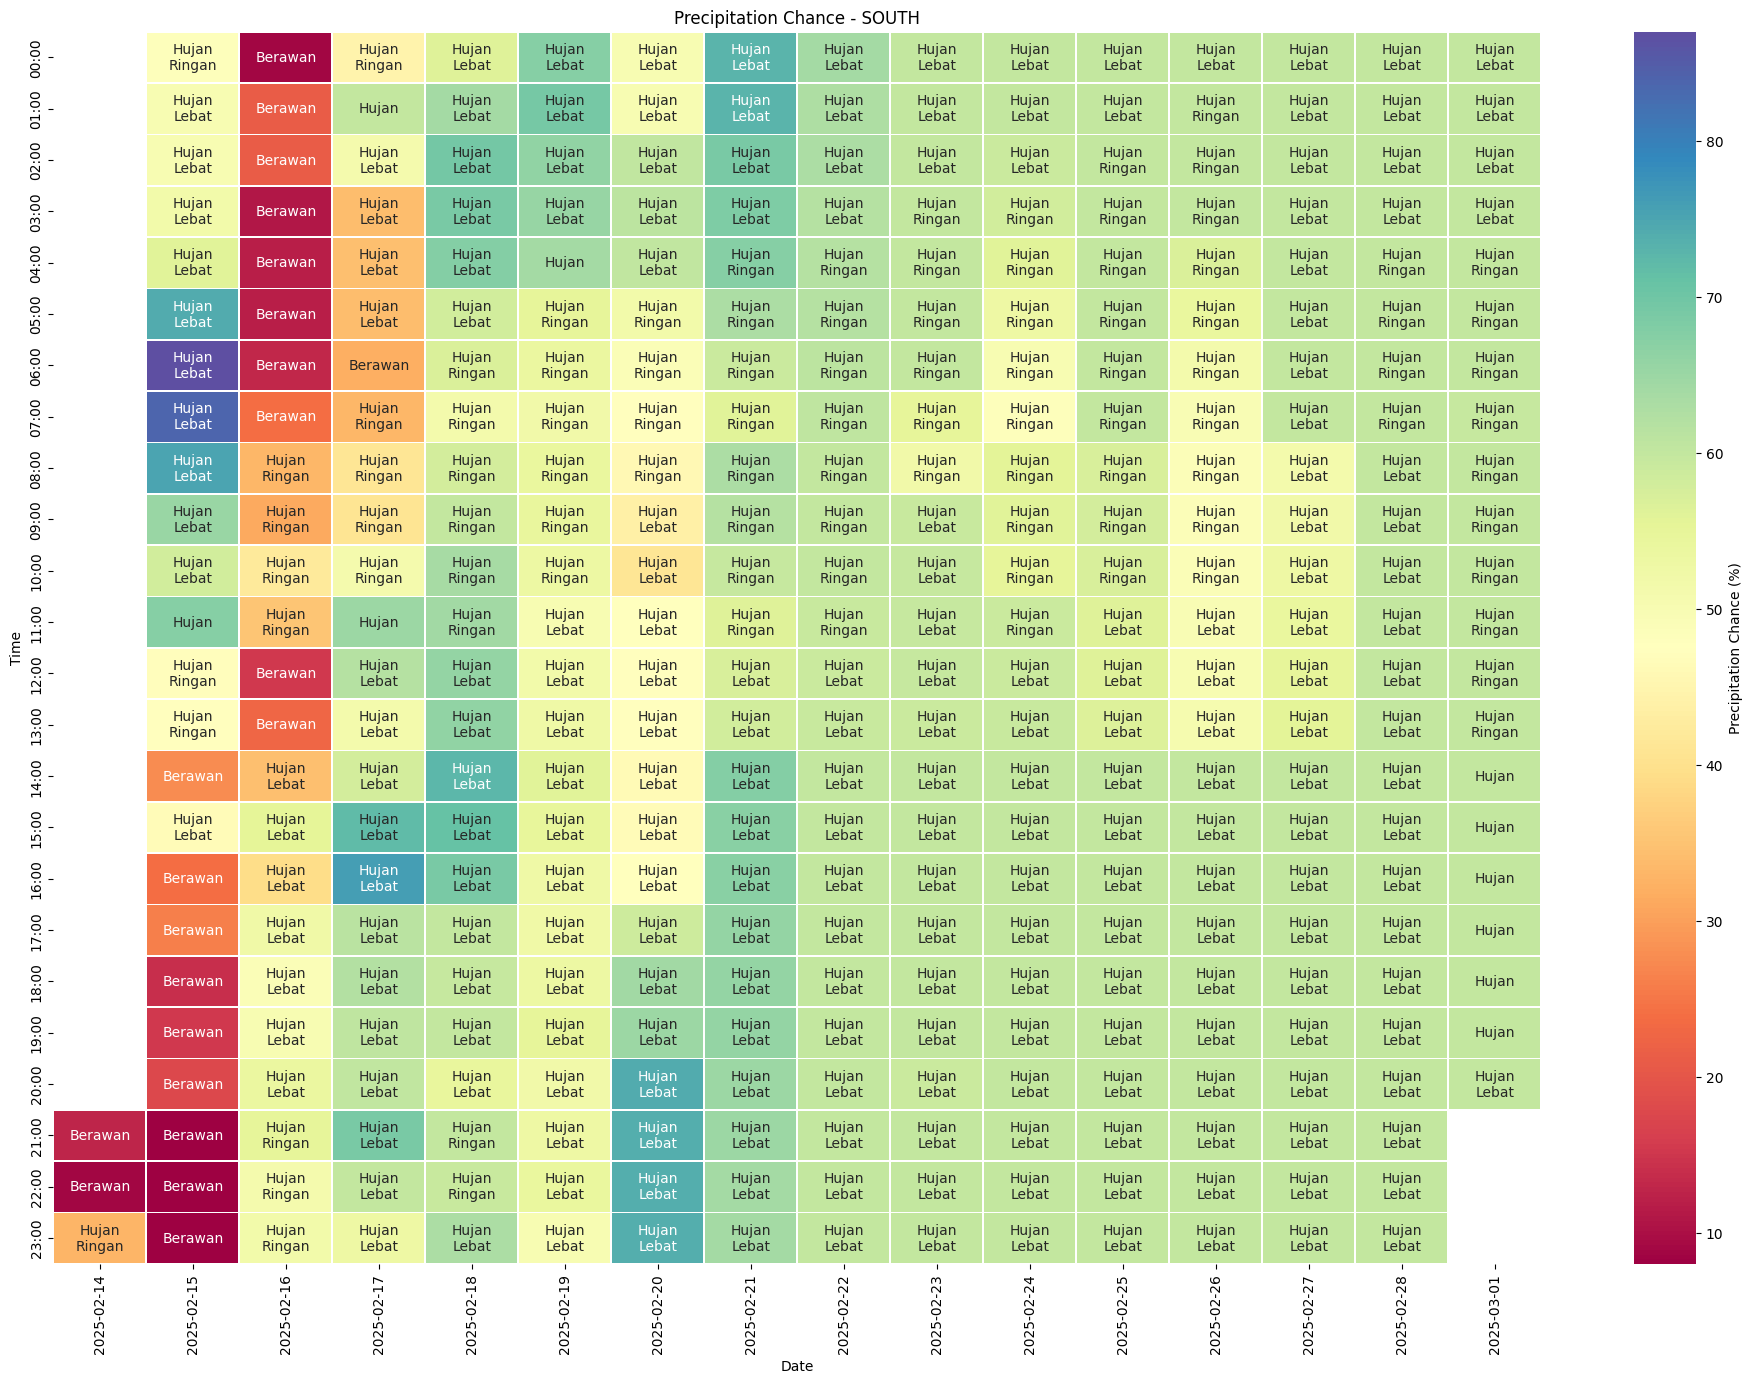 Precipitation Chance - SOUTH
00:00 Hujan Ringan Berawan Hujan Ringan Hujan Lebat Hujan Lebat Hujan Lebat Hujan Lebat Hujan Lebat Hujan Lebat Hujan Lebat Hujan Lebat Hujan Lebat Hujan Lebat Hujan Lebat Hujan Lebat
01:00 Hujan Lebat Berawan Hujan Hujan Lebat Hujan Lebat Hujan Lebat Hujan Lebat Hujan Lebat Hujan Lebat Hujan Lebat Hujan Lebat Hujan Ringan Hujan Lebat Hujan Lebat Hujan Lebat
02:00 Hujan Lebat Berawan Hujan Lebat Hujan Lebat Hujan Lebat Hujan Lebat Hujan Lebat Hujan Lebat Hujan Lebat Hujan Lebat Hujan Ringan Hujan Ringan Hujan Lebat Hujan Lebat Hujan Lebat
03:00 Hujan Lebat Berawan Hujan Lebat Hujan Lebat Hujan Lebat Hujan Lebat Hujan Lebat Hujan Lebat Hujan Ringan Hujan Ringan Hujan Ringan Hujan Ringan Hujan Lebat Hujan Lebat Hujan Lebat
04:00 Hujan Lebat Berawan Hujan Lebat Hujan Lebat Hujan Hujan Lebat Hujan Ringan Hujan Ringan Hujan Ringan Hujan Ringan Hujan Ringan Hujan Ringan Hujan Lebat Hujan Ringan Hujan Ringan
05:00 Hujan Lebat Berawan Hujan Lebat Hujan Lebat Hujan Ringan Hujan Ringan Hujan Ringan Hujan Ringan Hujan Ringan Hujan Ringan Hujan Ringan Hujan Ringan Hujan Lebat Hujan Ringan Hujan Ringan
06:00 Hujan Lebat Berawan Berawan Hujan Ringan Hujan Ringan Hujan Ringan Hujan Ringan Hujan Ringan Hujan Ringan Hujan Ringan Hujan Ringan Hujan Ringan Hujan Lebat Hujan Ringan Hujan Ringan
07:00 Hujan Lebat Berawan Hujan Ringan Hujan Ringan Hujan Ringan Hujan Ringan Hujan Ringan Hujan Ringan Hujan Ringan Hujan Ringan Hujan Ringan Hujan Ringan Hujan Lebat Hujan Ringan Hujan Ringan
08:00 Hujan Lebat Hujan Ringan Hujan Ringan Hujan Ringan Hujan Ringan Hujan Ringan Hujan Ringan Hujan Ringan Hujan Ringan Hujan Ringan Hujan Ringan Hujan Ringan Hujan Lebat Hujan Lebat Hujan Ringan
09:00 Hujan Lebat Hujan Ringan Hujan Ringan Hujan Ringan Hujan Ringan Hujan Lebat Hujan Ringan Hujan Ringan Hujan Lebat Hujan Ringan Hujan Ringan Hujan Ringan Hujan Lebat Hujan Lebat Hujan Ringan
10:00 Hujan Lebat Hujan Ringan Hujan Ringan Hujan Ringan Hujan Ringan Hujan Lebat Hujan Ringan Hujan Ringan Hujan Lebat Hujan Ringan Hujan Ringan Hujan Ringan Hujan Lebat Hujan Lebat Hujan Ringan
11:00 Hujan Hujan Ringan Hujan Hujan Ringan Hujan Lebat Hujan Lebat Hujan Ringan Hujan Ringan Hujan Lebat Hujan Ringan Hujan Lebat Hujan Lebat Hujan Lebat Hujan Lebat Hujan Ringan
12:00 Hujan Ringan Berawan Hujan Lebat Hujan Lebat Hujan Lebat Hujan Lebat Hujan Lebat Hujan Lebat Hujan Lebat Hujan Lebat Hujan Lebat Hujan Lebat Hujan Lebat Hujan Lebat Hujan Ringan
13:00 Hujan Ringan Berawan Hujan Lebat Hujan Lebat Hujan Lebat Hujan Lebat Hujan Lebat Hujan Lebat Hujan Lebat Hujan Lebat Hujan Lebat Hujan Lebat Hujan Lebat Hujan Lebat Hujan Ringan
14:00 Berawan Hujan Lebat Hujan Lebat Hujan Lebat Hujan Lebat Hujan Lebat Hujan Lebat Hujan Lebat Hujan Lebat Hujan Lebat Hujan Lebat Hujan Lebat Hujan Lebat Hujan Lebat Hujan
15:00 Hujan Lebat Hujan Lebat Hujan Lebat Hujan Lebat Hujan Lebat Hujan Lebat Hujan Lebat Hujan Lebat Hujan Lebat Hujan Lebat Hujan Lebat Hujan Lebat Hujan Lebat Hujan Lebat Hujan
16:00 Berawan Hujan Lebat Hujan Lebat Hujan Lebat Hujan Lebat Hujan Lebat Hujan Lebat Hujan Lebat Hujan Lebat Hujan Lebat Hujan Lebat Hujan Lebat Hujan Lebat Hujan Lebat Hujan
17:00 Berawan Hujan Lebat Hujan Lebat Hujan Lebat Hujan Lebat Hujan Lebat Hujan Lebat Hujan Lebat Hujan Lebat Hujan Lebat Hujan Lebat Hujan Lebat Hujan Lebat Hujan Lebat Hujan
18:00 Berawan Hujan Lebat Hujan Lebat Hujan Lebat Hujan Lebat Hujan Lebat Hujan Lebat Hujan Lebat Hujan Lebat Hujan Lebat Hujan Lebat Hujan Lebat Hujan Lebat Hujan Lebat Hujan
19:00 Berawan Hujan Lebat Hujan Lebat Hujan Lebat Hujan Lebat Hujan Lebat Hujan Lebat Hujan Lebat Hujan Lebat Hujan Lebat Hujan Lebat Hujan Lebat Hujan Lebat Hujan Lebat Hujan
20:00 Berawan Hujan Lebat Hujan Lebat Hujan Lebat Hujan Lebat Hujan Lebat Hujan Lebat Hujan Lebat Hujan Lebat Hujan Lebat Hujan Lebat Hujan Lebat Hujan Lebat Hujan Lebat Hujan Lebat
21:00 Berawan Berawan Hujan Ringan Hujan Lebat Hujan Ringan Hujan Lebat Hujan Lebat Hujan Lebat Hujan Lebat Hujan Lebat Hujan Lebat Hujan Lebat Hujan Lebat Hujan Lebat Hujan Lebat
22:00 Berawan Berawan Hujan Ringan Hujan Lebat Hujan Ringan Hujan Lebat Hujan Lebat Hujan Lebat Hujan Lebat Hujan Lebat Hujan Lebat Hujan Lebat Hujan Lebat Hujan Lebat Hujan Lebat
23:00 Hujan Ringan Berawan Hujan Ringan Hujan Lebat Hujan Lebat Hujan Lebat Hujan Lebat Hujan Lebat Hujan Lebat Hujan Lebat Hujan Lebat Hujan Lebat Hujan Lebat Hujan Lebat Hujan Lebat
Time
2025-02-14 2025-02-15 2025-02-16 2025-02-17 2025-02-18 2025-02-19 2025-02-20 2025-02-21 2025-02-22 2025-02-23 2025-02-24 2025-02-25 2025-02-26 2025-02-27 2025-02-28 2025-03-01
Date
80
70
60
50
40
30
20
10
Precipitation Chance (%)